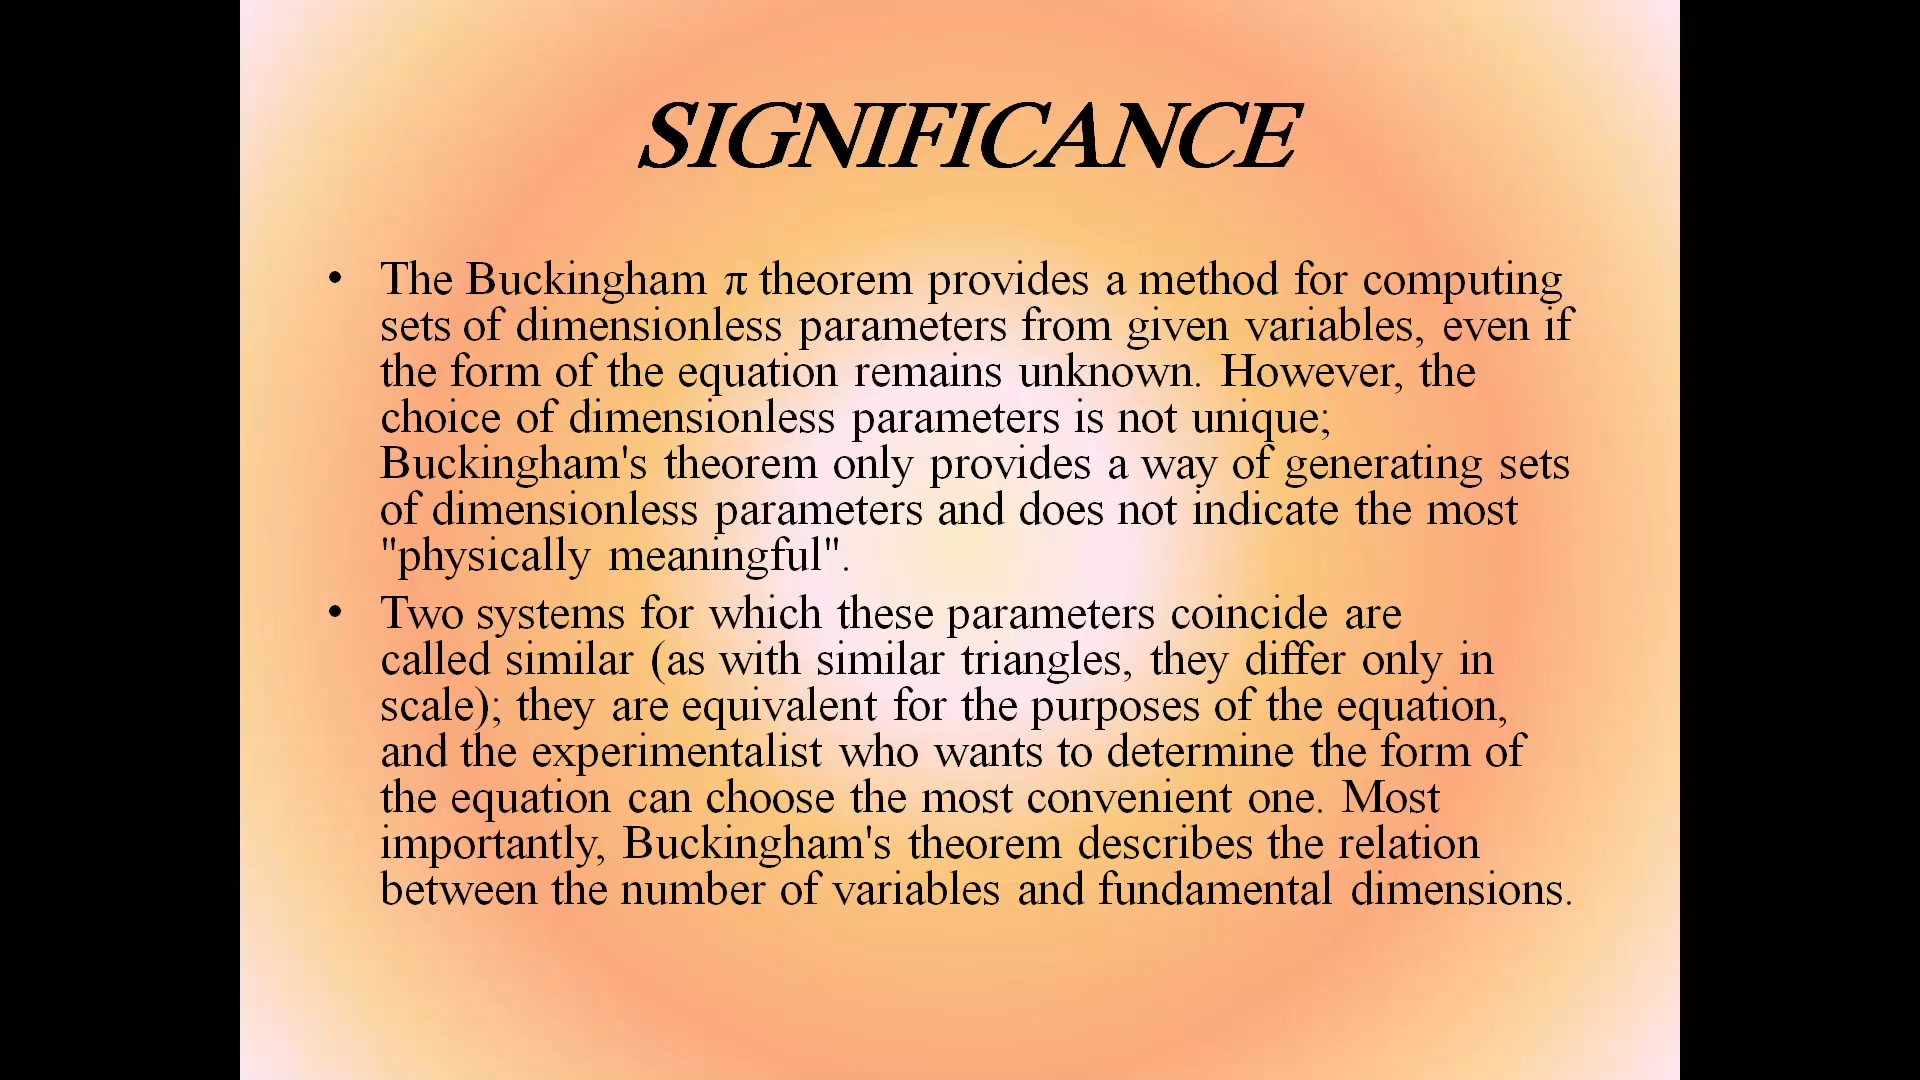 SIGNIFICANCE
• The Buckingham π theorem provides a method for computing
sets of dimensionless parameters from given variables, even if
the form of the equation remains unknown. However, the
choice of dimensionless parameters is not unique;
Buckingham's theorem only provides a way of generating sets
of dimensionless parameters and does not indicate the most
"physically meaningful".
• Two systems for which these parameters coincide are
called similar (as with similar triangles, they differ only in
scale); they are equivalent for the purposes of the equation,
and the experimentalist who wants to determine the form of
the equation can choose the most convenient one. Most
importantly, Buckingham's theorem describes the relation
between the number of variables and fundamental dimensions.